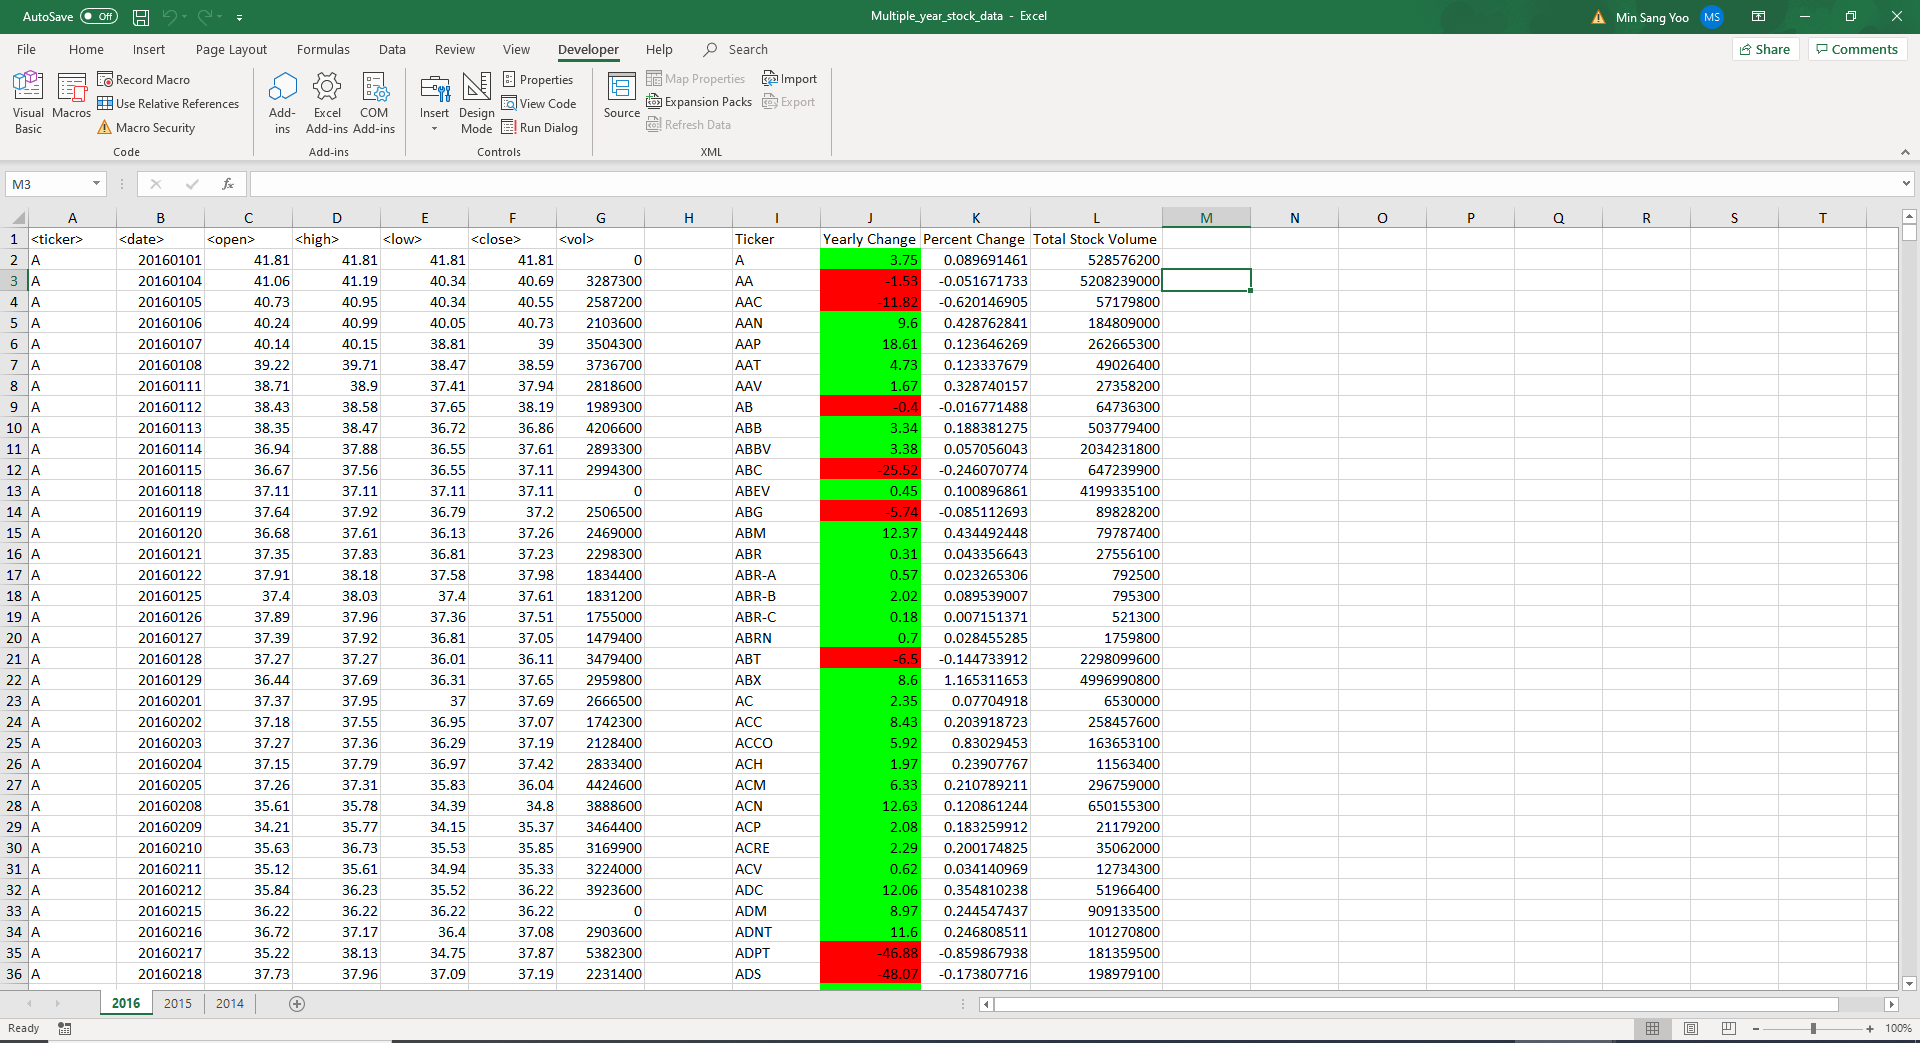 AutoSave Off Multiple_year_stock_data - Excel Min Sang Yoo MS
File Home Insert Page Layout Formulas Data Review View Developer Help Search Share Comments
Visual Basic
Macros
Record Macro
Use Relative References
Macro Security
Code
Add-ins
Excel Add-ins
COM Add-ins
Add-ins
Insert
Design Mode
Properties
View Code
Run Dialog
Controls
Source
Map Properties
Expansion Packs
Refresh Data
Import
Export
XML
M3 fx
A B C D E F G H I J K L M N O P Q R S T
1 <ticker> <date> <open> <high> <low> <close> <vol> Ticker Yearly Change Percent Change Total Stock Volume
2 A 20160101 41.81 41.81 41.81 41.81 0 A 3.75 0.089691461 528576200
3 A 20160104 41.06 41.19 40.34 40.69 3287300 AA -1.53 -0.051671733 5208239000
4 A 20160105 40.73 40.95 40.34 40.55 2587200 AAC -11.82 -0.620146905 57179800
5 A 20160106 40.24 40.99 40.05 40.73 2103600 AAN 9.6 0.428762841 184809000
6 A 20160107 40.14 40.15 38.81 39 3504300 AAP 18.61 0.123646269 262665300
7 A 20160108 39.22 39.71 38.47 38.59 3736700 AAT 4.73 0.123337679 49026400
8 A 20160111 38.71 38.9 37.41 37.94 2818600 AAV 1.67 0.328740157 27358200
9 A 20160112 38.43 38.58 37.65 38.19 1989300 AB -0.4 -0.016771488 64736300
10 A 20160113 38.35 38.47 36.72 36.86 4206600 ABB 3.34 0.188381275 503779400
11 A 20160114 36.94 37.88 36.55 37.61 2893300 ABBV 3.38 0.057056043 2034231800
12 A 20160115 36.67 37.56 36.55 37.11 2994300 ABC -25.52 -0.246070774 647239900
13 A 20160118 37.11 37.11 37.11 37.11 0 ABEV 0.45 0.100896861 4199335100
14 A 20160119 37.64 37.92 36.79 37.2 2506500 ABG -5.74 -0.085112693 89828200
15 A 20160120 36.68 37.61 36.13 37.26 2469000 ABM 12.37 0.434492448 79787400
16 A 20160121 37.35 37.83 36.81 37.23 2298300 ABR 0.31 0.043356643 27556100
17 A 20160122 37.91 38.18 37.58 37.98 1834400 ABR-A 0.57 0.023265306 792500
18 A 20160125 37.4 38.03 37.4 37.61 1831200 ABR-B 2.02 0.089539007 795300
19 A 20160126 37.89 37.96 37.36 37.51 1755000 ABR-C 0.18 0.007151371 521300
20 A 20160127 37.39 37.92 36.81 37.05 1479400 ABRN 0.7 0.028455285 1759800
21 A 20160128 37.27 37.27 36.01 36.11 3479400 ABT -6.5 -0.144733912 2298099600
22 A 20160129 36.44 37.69 36.31 37.65 2959800 ABX 8.6 1.165311653 4996990800
23 A 20160201 37.37 37.95 37 37.69 2666500 AC 2.35 0.07704918 6530000
24 A 20160202 37.18 37.55 36.95 37.07 1742300 ACC 8.43 0.203918723 258457600
25 A 20160203 37.27 37.36 36.29 37.19 2128400 ACCO 5.92 0.83029453 163653100
26 A 20160204 37.15 37.79 36.97 37.42 2833400 ACH 1.97 0.23907767 11563400
27 A 20160205 37.26 37.31 35.83 36.04 4424600 ACM 6.33 0.210789211 296759000
28 A 20160208 35.61 35.78 34.39 34.8 3888600 ACN 12.63 0.120861244 650155300
29 A 20160209 34.21 35.77 34.15 35.37 3464400 ACP 2.08 0.183259912 21179200
30 A 20160210 35.63 36.73 35.53 35.85 3169900 ACRE 2.29 0.200174825 35062000
31 A 20160211 35.12 35.61 34.94 35.33 3224000 ACV 0.62 0.034140969 12734300
32 A 20160212 35.84 36.23 35.52 36.22 3923600 ADC 12.06 0.354810238 51966400
33 A 20160215 36.22 36.22 36.22 36.22 0 ADM 8.97 0.244547437 909133500
34 A 20160216 36.72 37.17 36.4 37.08 2903600 ADNT 11.6 0.246808511 101270800
35 A 20160217 35.22 38.13 34.75 37.87 5382300 ADPT -46.88 -0.859867938 181359500
36 A 20160218 37.73 37.96 37.09 37.19 2231400 ADS -48.07 -0.173807716 198979100
2016 2015 2014
Ready 100%